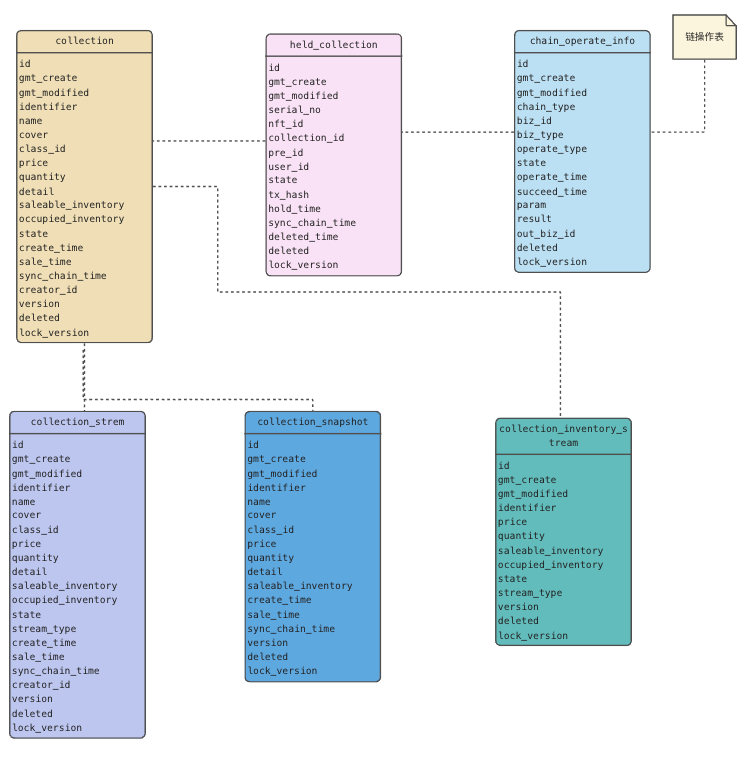 collection
id
gmt_create
gmt_modified
identifier
name
cover
class_id
price
quantity
detail
saleable_inventory
occupied_inventory
state
create_time
sale_time
sync_chain_time
creator_id
version
deleted
lock_version
held_collection
id
gmt_create
gmt_modified
serial_no
nft_id
collection_id
pre_id
user_id
state
tx_hash
hold_time
sync_chain_time
deleted_time
deleted
lock_version
chain_operate_info
id
gmt_create
gmt_modified
chain_type
biz_id
biz_type
operate_type
state
operate_time
succeed_time
param
result
out_biz_id
deleted
lock_version
链操作表
collection_strem
id
gmt_create
gmt_modified
identifier
name
cover
class_id
price
quantity
detail
saleable_inventory
occupied_inventory
state
stream_type
create_time
sale_time
sync_chain_time
creator_id
version
deleted
lock_version
collection_snapshot
id
gmt_create
gmt_modified
identifier
name
cover
class_id
price
quantity
detail
saleable_inventory
create_time
sale_time
sync_chain_time
version
deleted
lock_version
collection_inventory_s
tream
id
gmt_create
gmt_modified
identifier
price
quantity
saleable_inventory
occupied_inventory
state
stream_type
version
deleted
lock_version